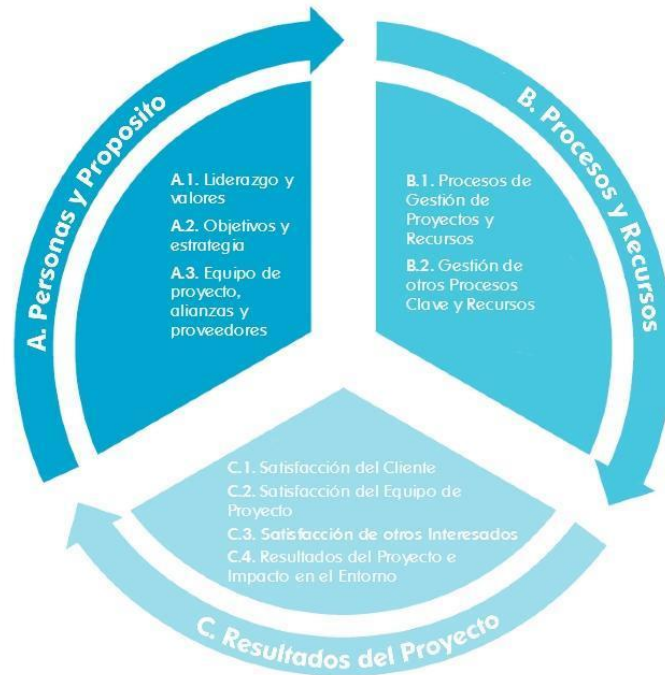 A. Personas y Proposito
A.1. Liderazgo y
valores
A.2. Objetivos y
estrategia
A.3. Equipo de
proyecto,
alianzas y
proveedores
B. Procesos y Recursos
B.1. Procesos de
Gestión de
Proyectos y
Recursos
B.2. Gestión de
otros Procesos
Clave y Recursos
C.1. Satisfacción del Cliente
C.2. Satisfacción del Equipo de
Proyecto
C.3. Satisfacción de otros Interesados
C.4. Resultados del Proyecto e
Impacto en el Entorno
C. Resultados del Proyecto